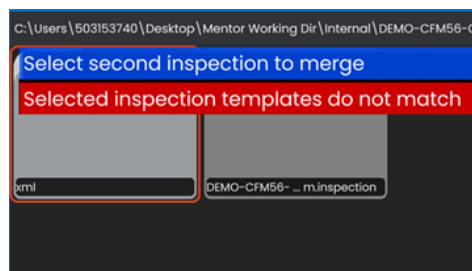 C:\Users\503153740\Desktop\Mentor Working Dir\Internal\DEMO-CFM56-
Select second inspection to merge
Selected inspection templates do not match
xml
DEMO-CFM56- ... m.inspection